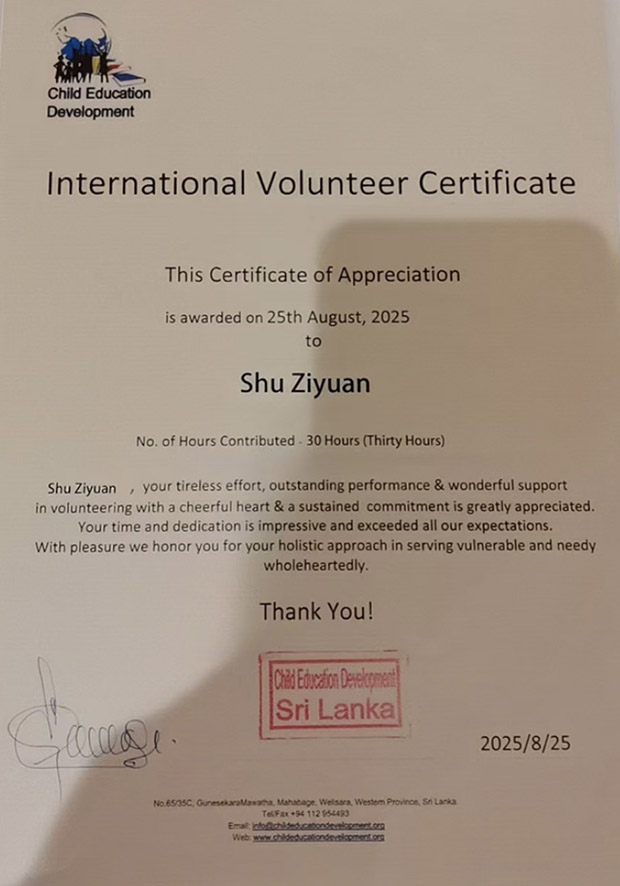 Child Education
Development
International Volunteer Certificate
This Certificate of Appreciation
is awarded on 25th August, 2025
to
Shu Ziyuan
No. of Hours Contributed - 30 Hours (Thirty Hours)
Shu Ziyuan , your tireless effort, outstanding performance & wonderful support
in volunteering with a cheerful heart & a sustained commitment is greatly appreciated.
Your time and dedication is impressive and exceeded all our expectations.
With pleasure we honor you for your holistic approach in serving vulnerable and needy
wholeheartedly.
Thank You!
Child Education Development
Sri Lanka
2025/8/25
No.65/35C, GunesekaraMawatha, Mahabage, Welisara, Western Province, Sri Lanka.
Tel/Fax +94 112 954493
Email: info@childeducationdevelopment.org
Web: www.childeducationdevelopment.org